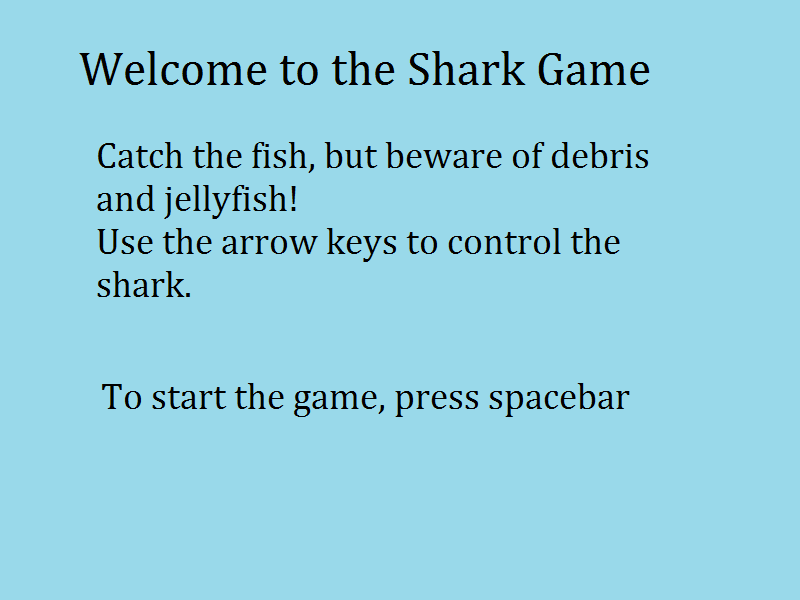 Welcome to the Shark Game
Catch the fish, but beware of debris
and jellyfish!
Use the arrow keys to control the
shark.
To start the game, press spacebar